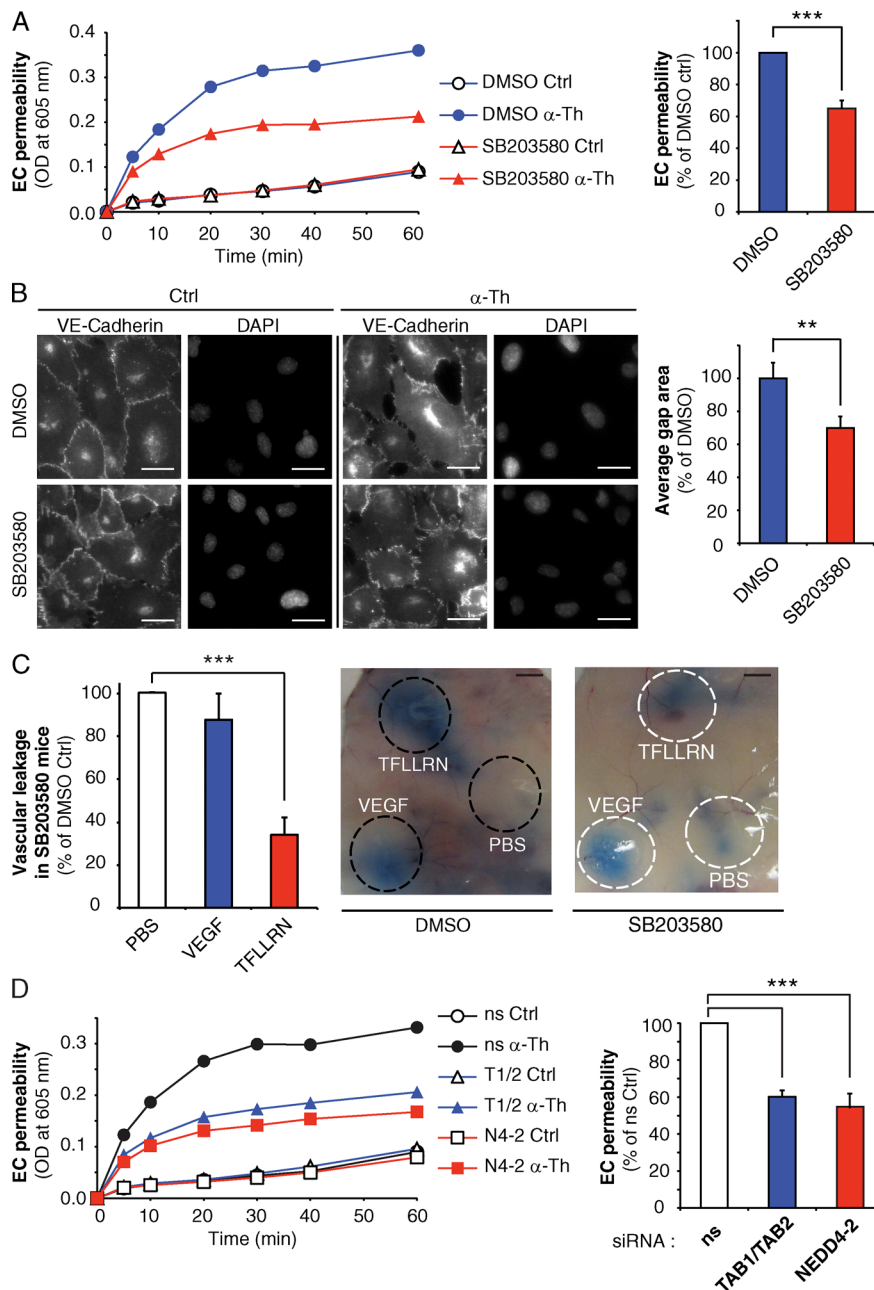 A
EC permeability
(OD at 605 nm)
0.4
0.3
0.2
0.1
0.0
0
10
20
30
40
50
60
Time (min)
DMSO Ctrl
DMSO α-Th
SB203580 Ctrl
SB203580 α-Th
EC permeability
(% of DMSO ctrl)
120
100
80
60
40
20
0
***
DMSO
SB203580
B
Ctrl
α-Th
VE-Cadherin
DAPI
VE-Cadherin
DAPI
DMSO
SB203580
Average gap area
(% of DMSO)
120
100
80
60
40
20
0
**
DMSO
SB203580
C
Vascular leakage
in SB203580 mice
(% of DMSO Ctrl)
100
80
60
40
20
0
***
PBS
VEGF
TFLLRN
TFLLRN
VEGF
PBS
DMSO
TFLLRN
VEGF
PBS
SB203580
D
EC permeability
(OD at 605 nm)
0.3
0.2
0.1
0.0
0
10
20
30
40
50
60
Time (min)
ns Ctrl
ns α-Th
T1/2 Ctrl
T1/2 α-Th
N4-2 Ctrl
N4-2 α-Th
EC permeability
(% of ns Ctrl)
100
80
60
40
20
0
***
siRNA :
ns
TAB1/TAB2
NEDD4-2